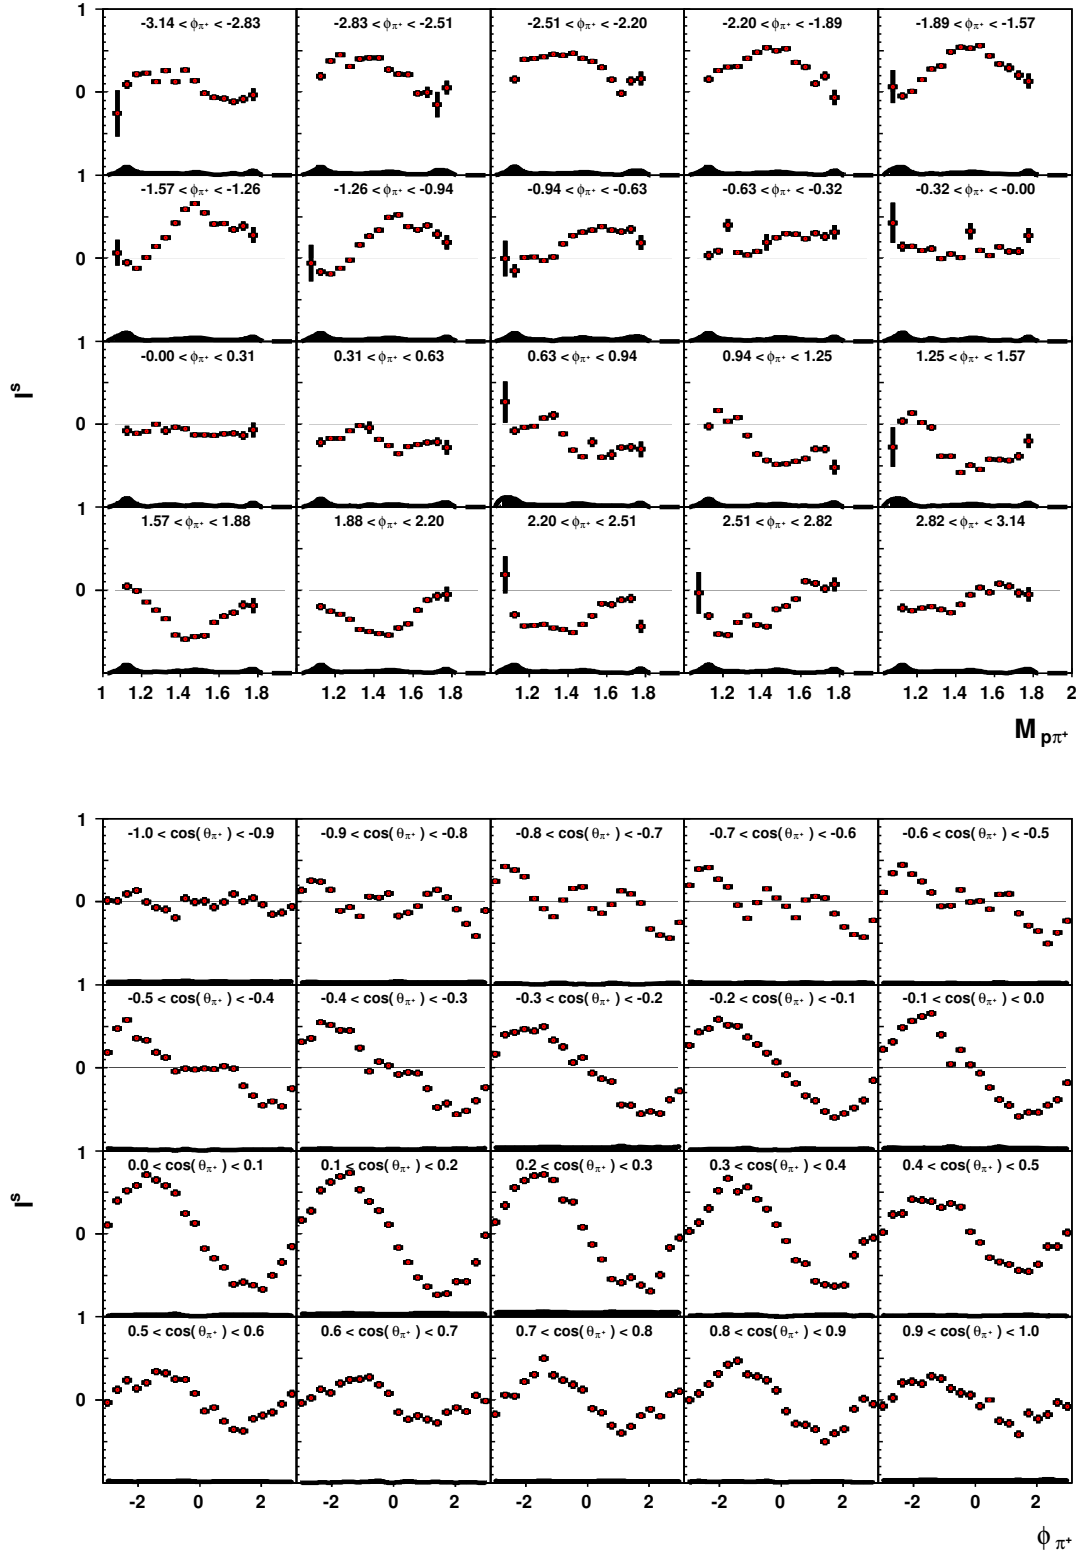 1
-3.14 < ϕπ⁺ < -2.83
-2.83 < ϕπ⁺ < -2.51
-2.51 < ϕπ⁺ < -2.20
-2.20 < ϕπ⁺ < -1.89
-1.89 < ϕπ⁺ < -1.57
0
1
-1.57 < ϕπ⁺ < -1.26
-1.26 < ϕπ⁺ < -0.94
-0.94 < ϕπ⁺ < -0.63
-0.63 < ϕπ⁺ < -0.32
-0.32 < ϕπ⁺ < -0.00
0
1
-0.00 < ϕπ⁺ < 0.31
0.31 < ϕπ⁺ < 0.63
0.63 < ϕπ⁺ < 0.94
0.94 < ϕπ⁺ < 1.25
1.25 < ϕπ⁺ < 1.57
Iˢ
0
1
1.57 < ϕπ⁺ < 1.88
1.88 < ϕπ⁺ < 2.20
2.20 < ϕπ⁺ < 2.51
2.51 < ϕπ⁺ < 2.82
2.82 < ϕπ⁺ < 3.14
0
1 1.2 1.4 1.6 1.8 1.2 1.4 1.6 1.8 1.2 1.4 1.6 1.8 1.2 1.4 1.6 1.8 1.2 1.4 1.6 1.8 2
M pπ⁺
1
-1.0 < cos( θπ⁺ ) < -0.9
-0.9 < cos( θπ⁺ ) < -0.8
-0.8 < cos( θπ⁺ ) < -0.7
-0.7 < cos( θπ⁺ ) < -0.6
-0.6 < cos( θπ⁺ ) < -0.5
0
1
-0.5 < cos( θπ⁺ ) < -0.4
-0.4 < cos( θπ⁺ ) < -0.3
-0.3 < cos( θπ⁺ ) < -0.2
-0.2 < cos( θπ⁺ ) < -0.1
-0.1 < cos( θπ⁺ ) < 0.0
0
1
0.0 < cos( θπ⁺ ) < 0.1
0.1 < cos( θπ⁺ ) < 0.2
0.2 < cos( θπ⁺ ) < 0.3
0.3 < cos( θπ⁺ ) < 0.4
0.4 < cos( θπ⁺ ) < 0.5
Iˢ
0
1
0.5 < cos( θπ⁺ ) < 0.6
0.6 < cos( θπ⁺ ) < 0.7
0.7 < cos( θπ⁺ ) < 0.8
0.8 < cos( θπ⁺ ) < 0.9
0.9 < cos( θπ⁺ ) < 1.0
0
-2 0 2 -2 0 2 -2 0 2 -2 0 2 -2 0 2
ϕ π⁺